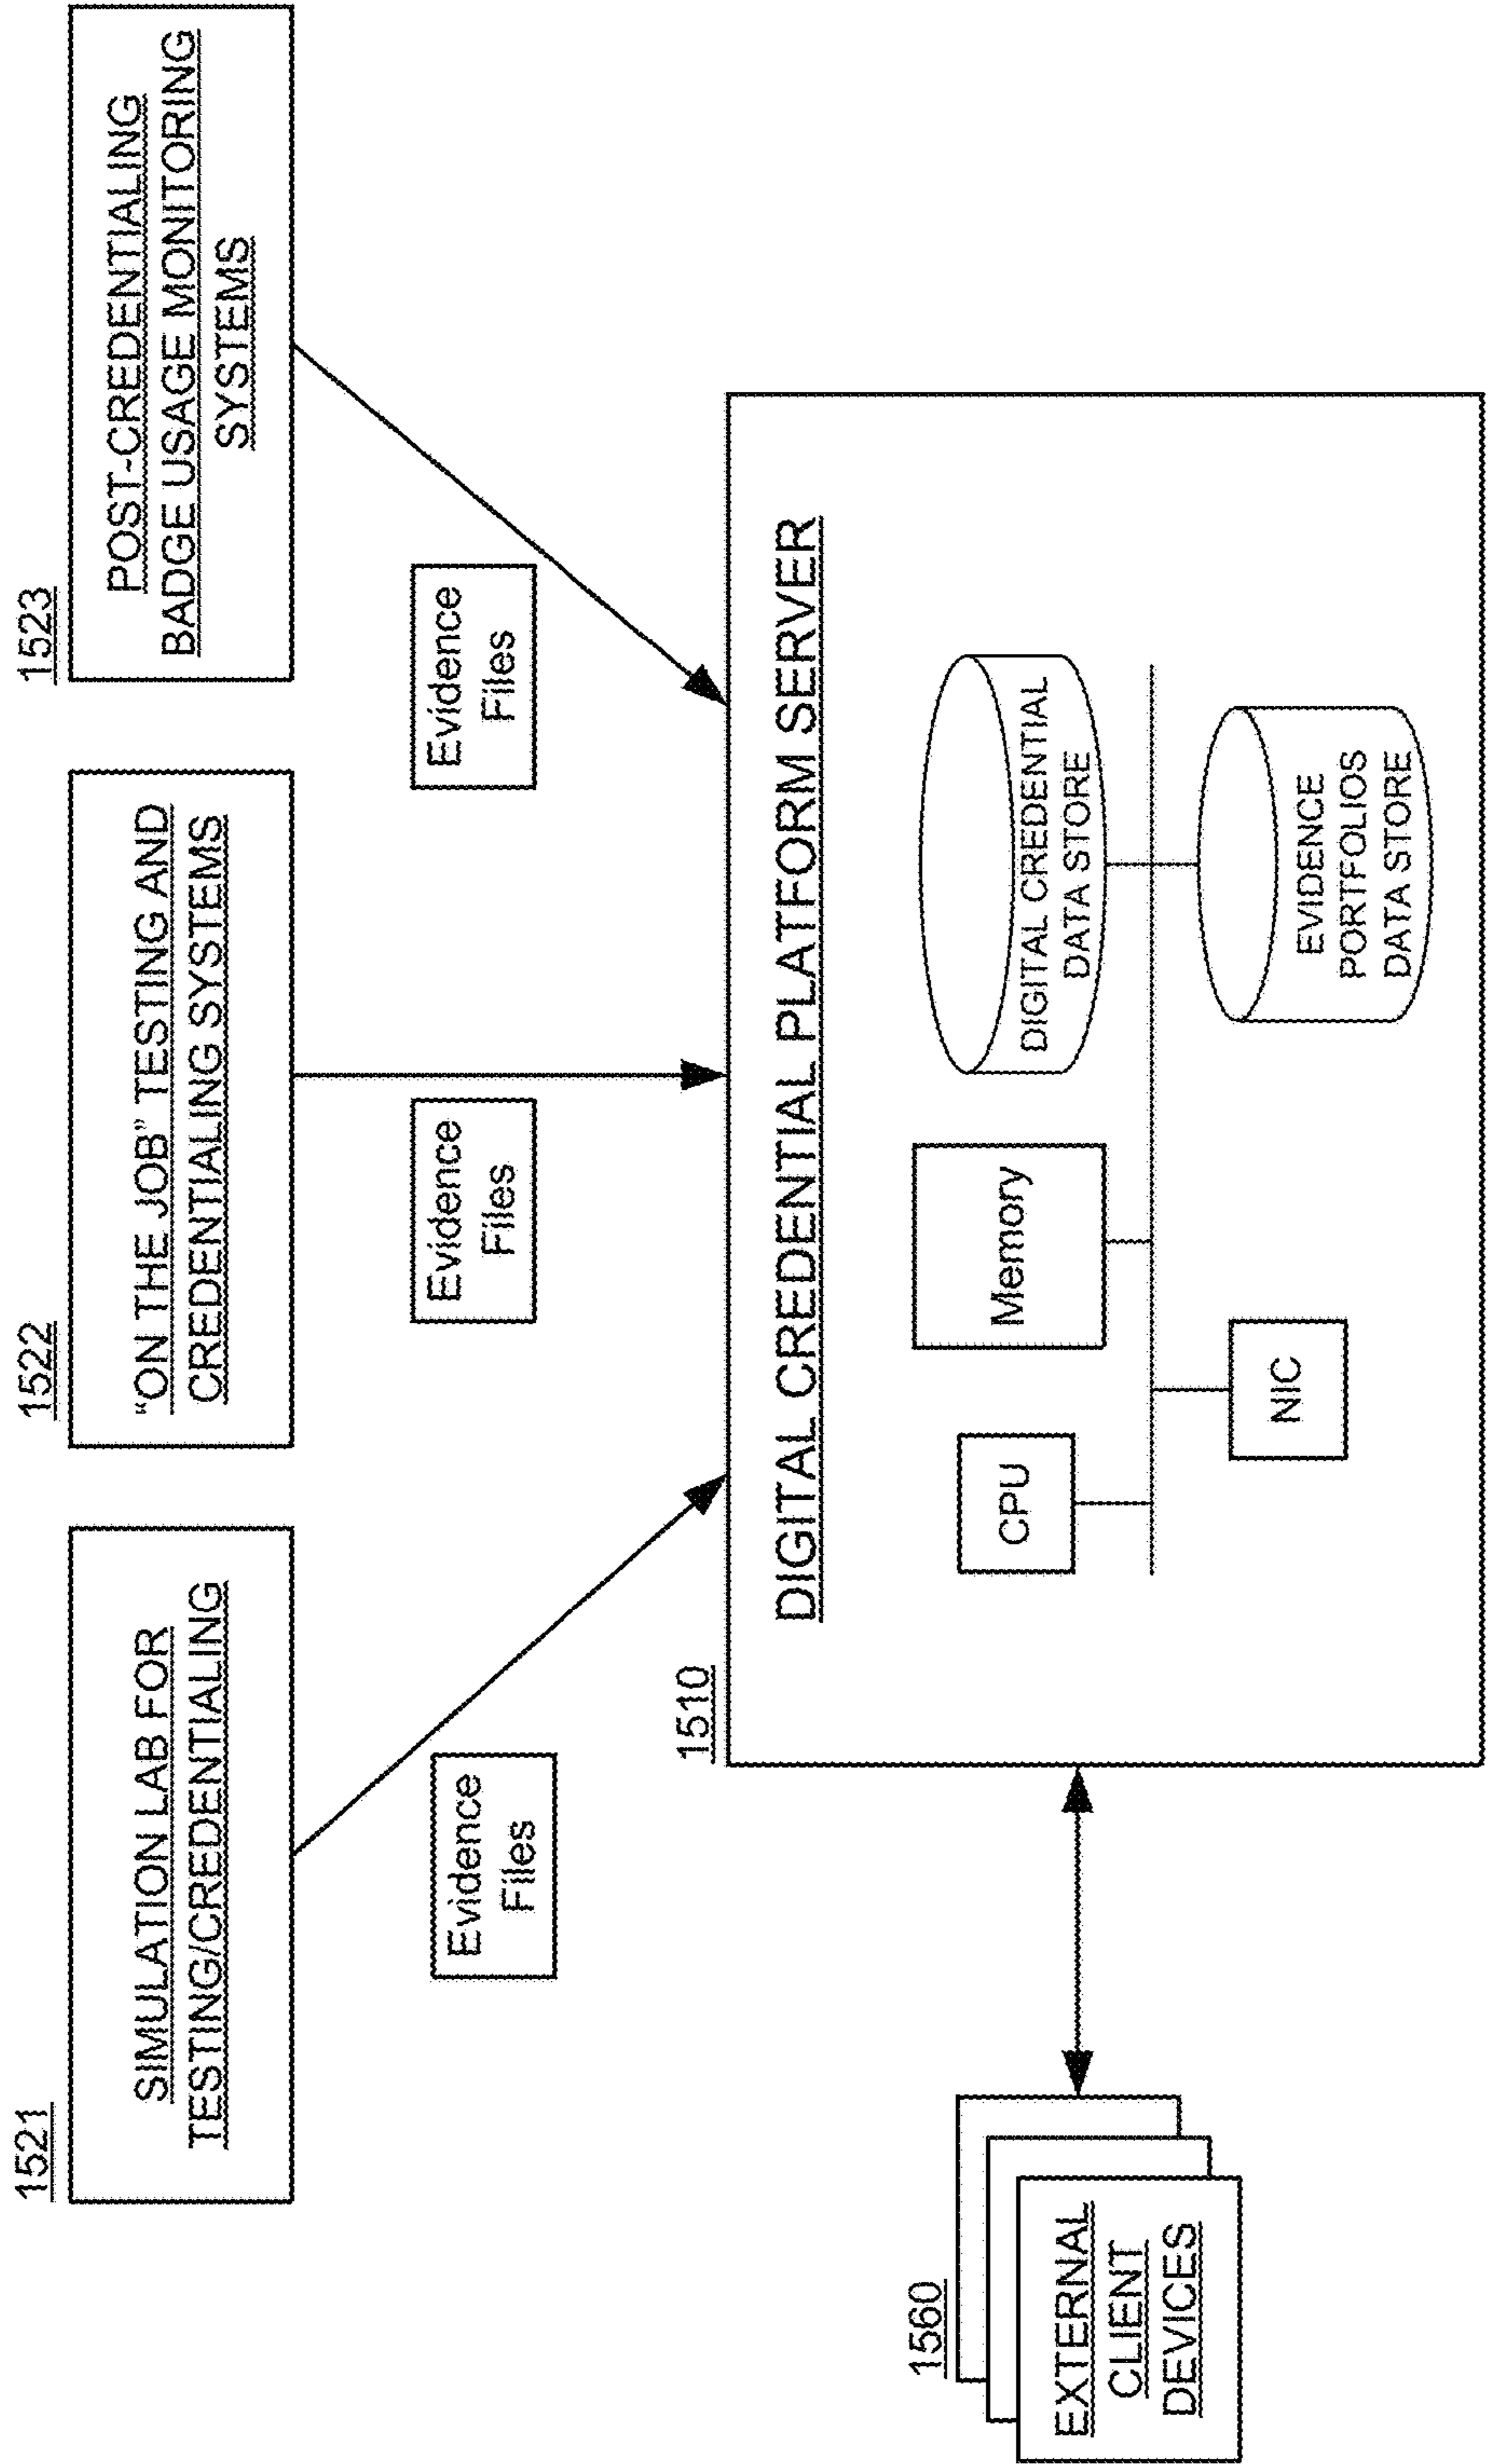 1521
SIMULATION LAB FOR
TESTING/CREDENTIALING
1522
“ON THE JOB” TESTING AND
CREDENTIALING SYSTEMS
1523
POST-CREDENTIALING
BADGE USAGE MONITORING
SYSTEMS
Evidence
Files
Evidence
Files
Evidence
Files
1510
DIGITAL CREDENTIAL PLATFORM SERVER
CPU
Memory
DIGITAL CREDENTIAL
DATA STORE
NIC
EVIDENCE
PORTFOLIOS
DATA STORE
1560
EXTERNAL
CLIENT
DEVICES